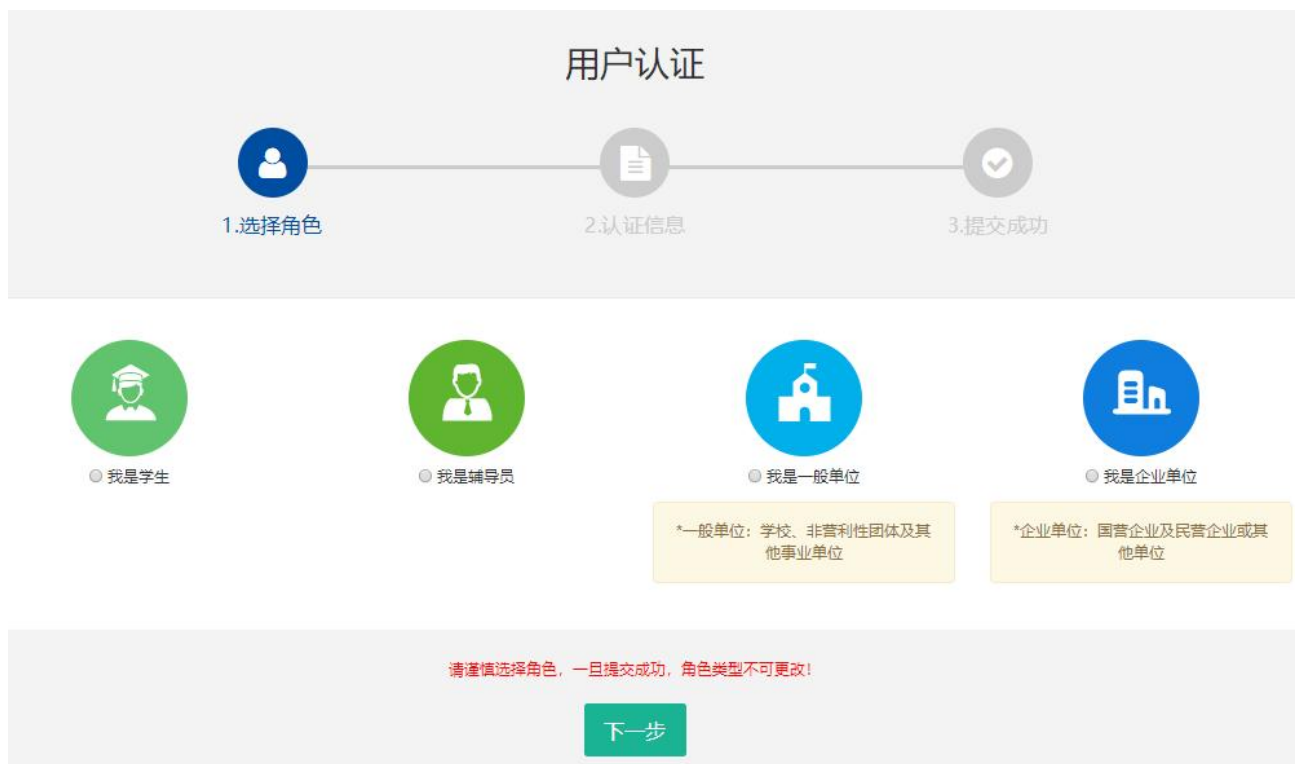 用户认证
1.选择角色
2.认证信息
3.提交成功
我是学生
我是辅导员
我是一般单位
我是企业单位
*一般单位：学校、非营利性团体及其
他事业单位
*企业单位：国营企业及民营企业或其
他单位
请谨慎选择角色，一旦提交成功，角色类型不可更改！
下一步